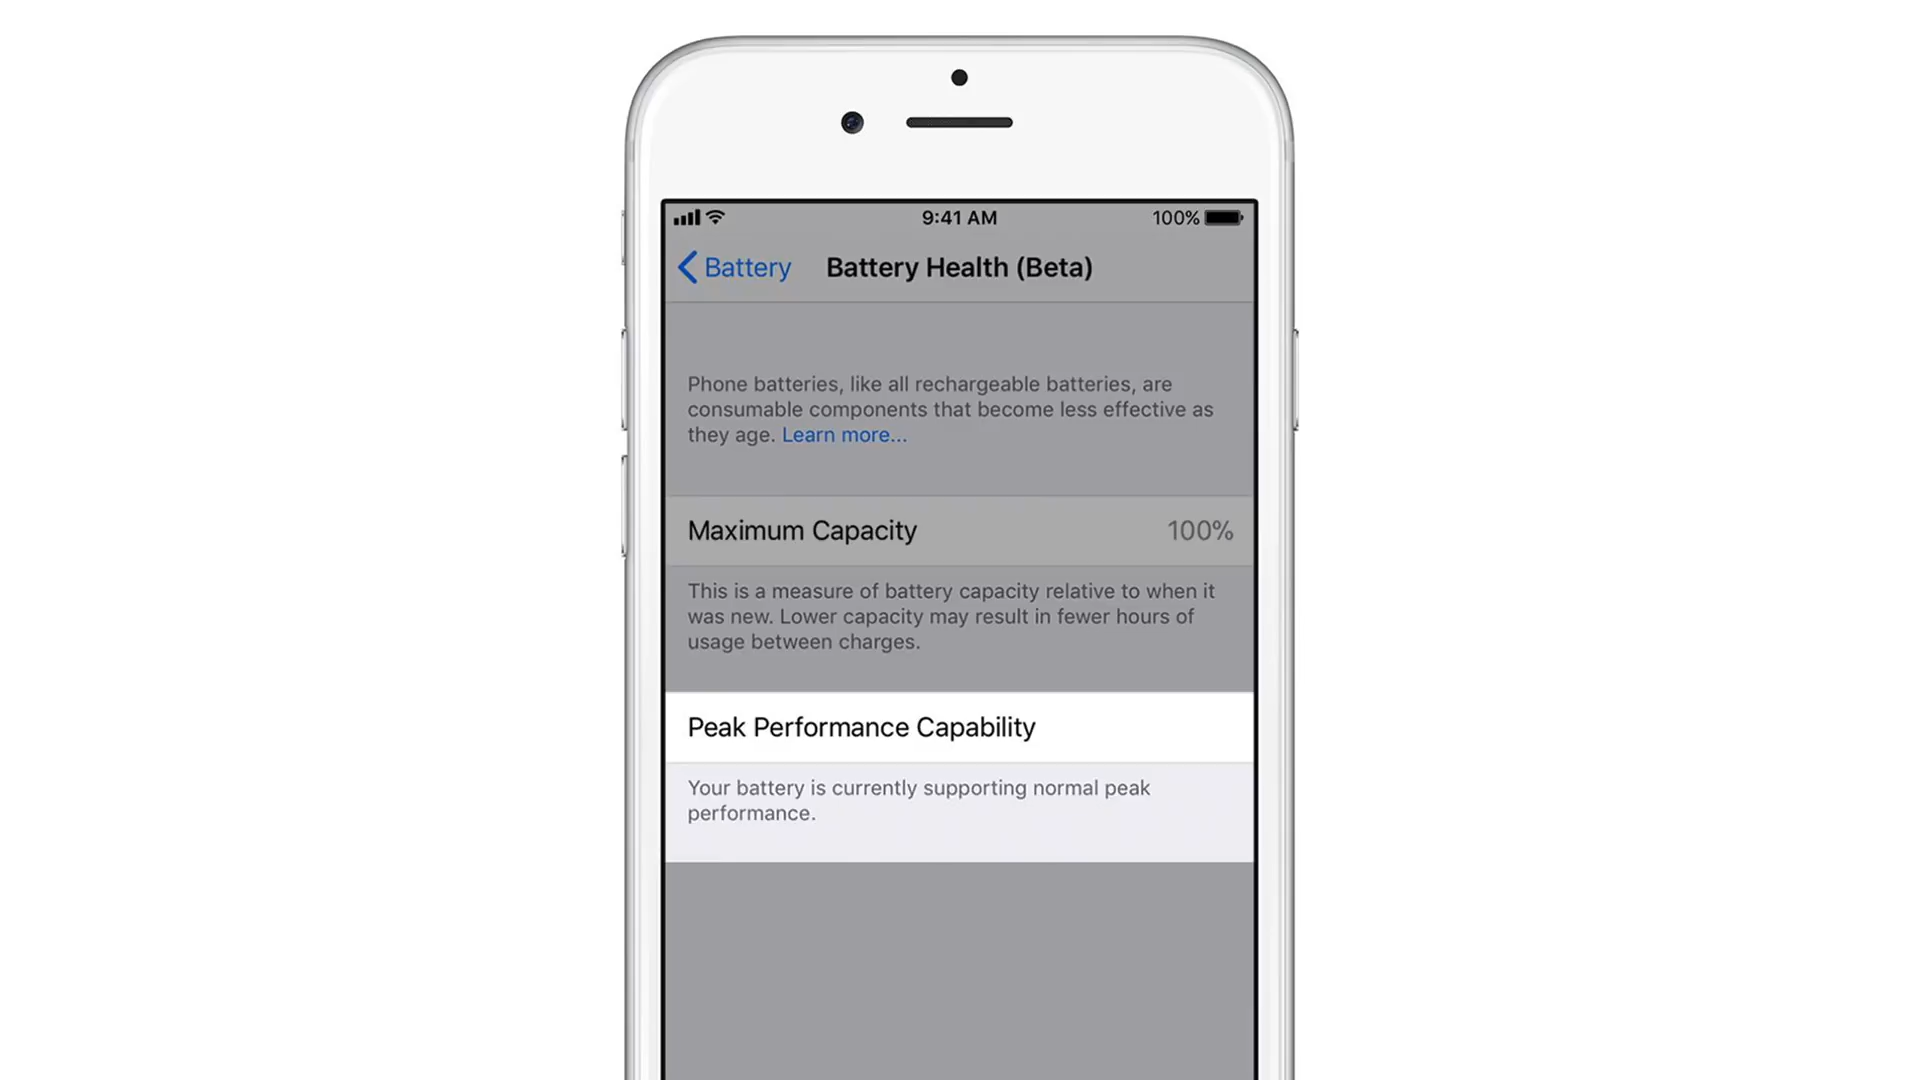 9:41 AM
100%
Battery
Battery Health (Beta)
Phone batteries, like all rechargeable batteries, are
consumable components that become less effective as
they age. Learn more...
Maximum Capacity 100%
This is a measure of battery capacity relative to when it
was new. Lower capacity may result in fewer hours of
usage between charges.
Peak Performance Capability
Your battery is currently supporting normal peak
performance.